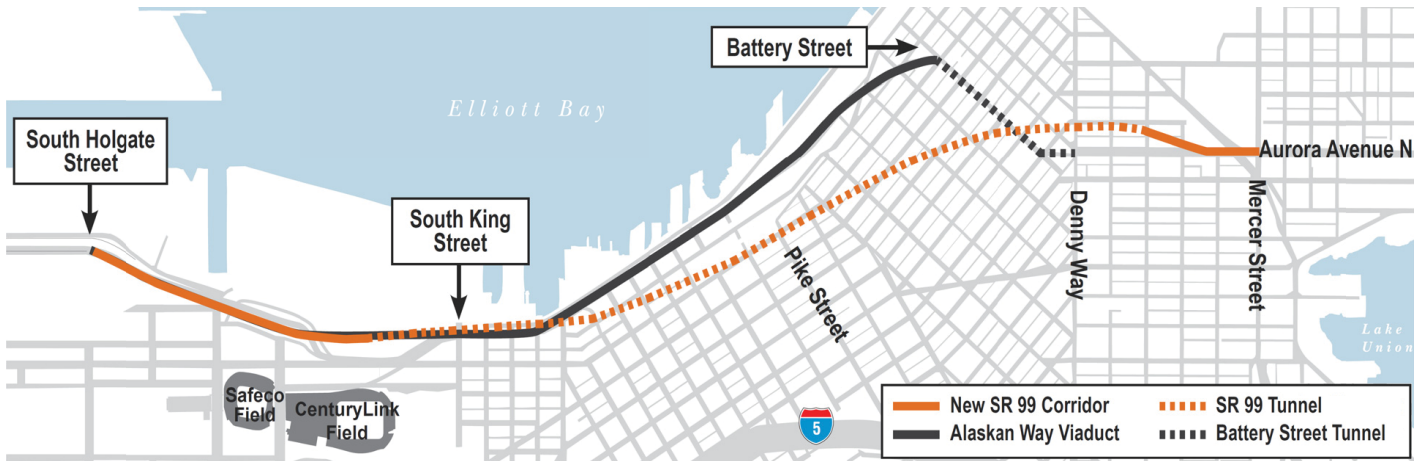 Battery Street
Elliott Bay
South Holgate
Street
South King
Street
Aurora Avenue N
Pike Street
Denny Way
Mercer Street
Lake
Union
Safeco
Field
CenturyLink
Field
5
New SR 99 Corridor
SR 99 Tunnel
Alaskan Way Viaduct
Battery Street Tunnel